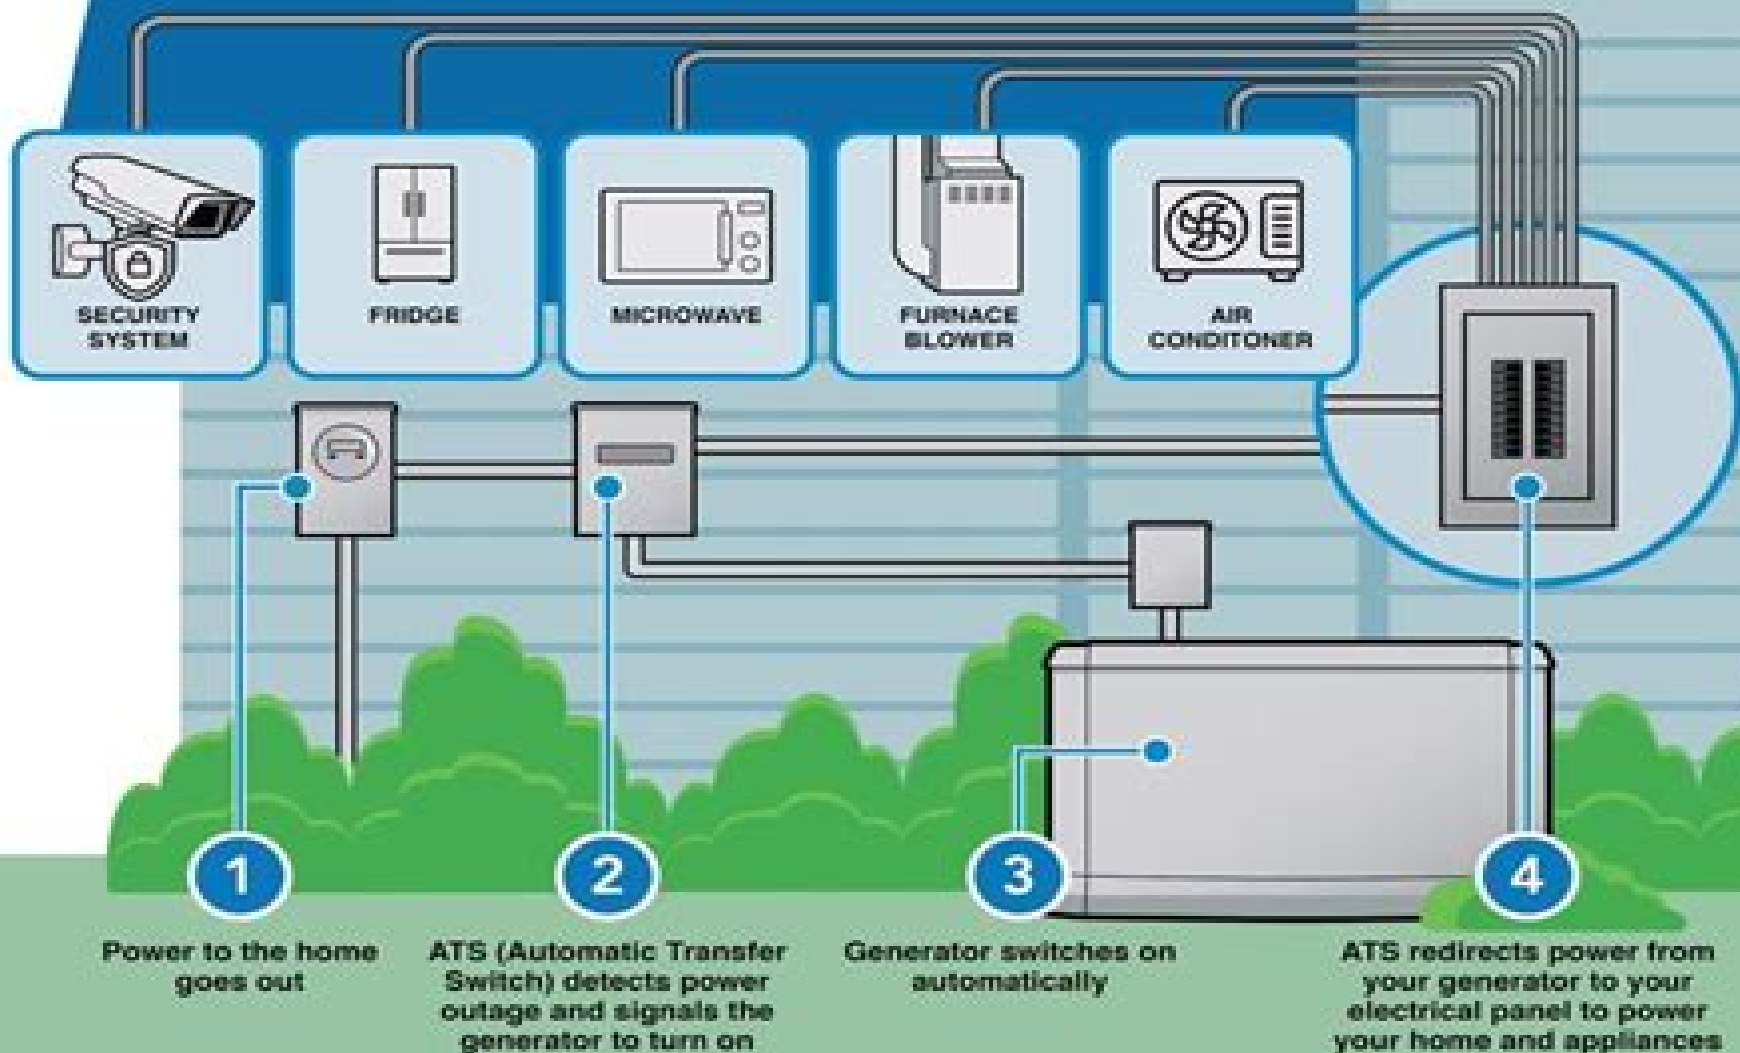 SECURITY
SYSTEM
FRIDGE
MICROWAVE
FURNACE
BLOWER
AIR
CONDITONER
1
Power to the home
goes out
2
ATS (Automatic Transfer
Switch) detects power
outage and signals the
generator to turn on
3
Generator switches on
automatically
4
ATS redirects power from
your generator to your
electrical panel to power
your home and appliances